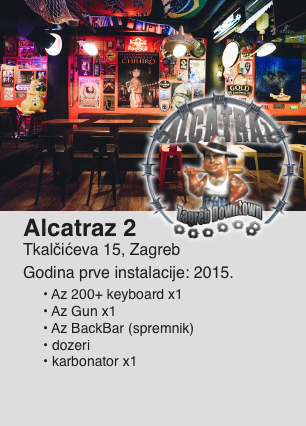 CHIHIRO
GOLD
ALCATRAZ
Zagreb Downtown
Alcatraz 2
Tkalčićeva 15, Zagreb
Godina prve instalacije: 2015.
• Az 200+ keyboard x1
• Az Gun x1
• Az BackBar (spremnik)
• dozeri
• karbonator x1